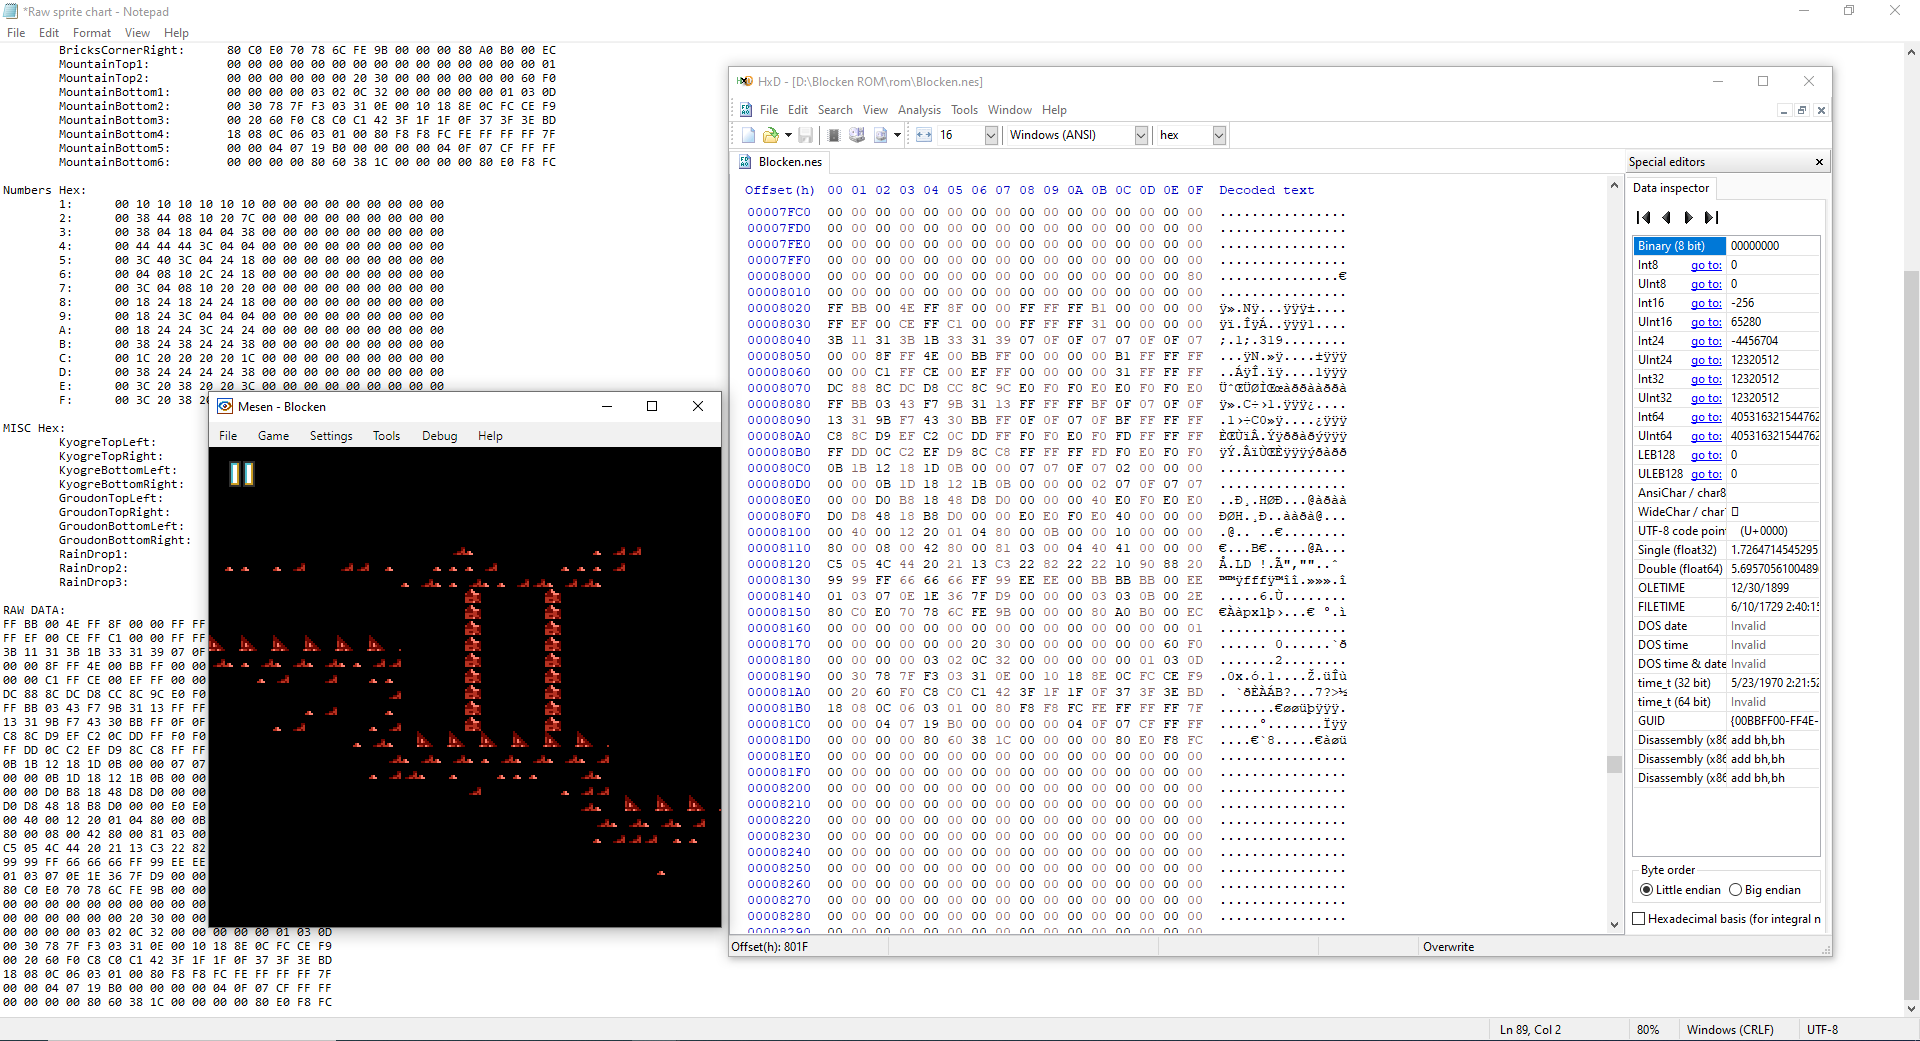 *Raw sprite chart - Notepad
File Edit Format View Help
BricksCornerRight: 80 C0 E0 70 78 6C FE 9B 00 00 00 80 A0 B0 00 EC
MountainTop1: 00 00 00 00 00 00 00 00 00 00 00 00 00 00 00 01
MountainTop2: 00 00 00 00 00 00 20 30 00 00 00 00 00 00 60 F0
MountainBottom1: 00 00 00 00 03 02 0C 32 00 00 00 00 00 01 03 0D
MountainBottom2: 00 30 78 7F F3 03 31 0E 00 10 18 8E 0C FC CE F9
MountainBottom3: 00 20 60 F0 C8 C0 C1 42 3F 1F 1F 0F 37 3F 3E BD
MountainBottom4: 18 08 0C 06 03 01 00 80 F8 F8 FC FE FF FF FF 7F
MountainBottom5: 00 00 04 07 19 B0 00 00 00 00 04 0F 07 CF FF FF
MountainBottom6: 00 00 00 00 80 60 38 1C 00 00 00 00 80 E0 F8 FC
Numbers Hex:
1: 00 10 10 10 10 10 10 00 00 00 00 00 00 00 00 00
2: 00 38 44 08 10 20 7C 00 00 00 00 00 00 00 00 00
3: 00 38 04 18 04 04 38 00 00 00 00 00 00 00 00 00
4: 00 44 44 44 3C 04 04 00 00 00 00 00 00 00 00 00
5: 00 3C 40 3C 04 24 18 00 00 00 00 00 00 00 00 00
6: 00 04 08 10 2C 24 18 00 00 00 00 00 00 00 00 00
7: 00 3C 04 08 10 20 20 00 00 00 00 00 00 00 00 00
8: 00 18 24 18 24 24 18 00 00 00 00 00 00 00 00 00
9: 00 18 24 3C 04 04 04 00 00 00 00 00 00 00 00 00
A: 00 18 24 24 3C 24 24 00 00 00 00 00 00 00 00 00
B: 00 38 24 38 24 24 38 00 00 00 00 00 00 00 00 00
C: 00 1C 20 20 20 20 1C 00 00 00 00 00 00 00 00 00
D: 00 38 24 24 24 24 38 00 00 00 00 00 00 00 00 00
E: 00 3C 20 38 20 20 3C 00 00 00 00 00 00 00 00 00
F: 00 3C 20 38 20
MISC Hex:
KyogreTopLeft:
KyogreTopRight:
KyogreBottomLeft:
KyogreBottomRight:
GroudonTopLeft:
GroudonTopRight:
GroudonBottomLeft:
GroudonBottomRight:
RainDrop1:
RainDrop2:
RainDrop3:
RAW DATA:
FF BB 00 4E FF 8F 00 00 FF FF
FF EF 00 CE FF C1 00 00 FF FF
3B 11 31 3B 1B 33 31 39 07 0F
00 00 8F FF 4E 00 BB FF 00 00
00 00 C1 FF CE 00 EF FF 00 00
DC 88 8C DC D8 CC 8C 9C E0 F0
FF BB 03 43 F7 9B 31 13 FF FF
13 31 9B F7 43 30 BB FF 0F 0F
C8 8C D9 EF C2 0C DD FF F0 F0
FF DD 0C C2 EF D9 8C C8 FF FF
0B 1B 12 18 1D 0B 00 00 07 07
00 00 0B 1D 18 12 1B 0B 00 00
00 00 D0 B8 18 48 D8 D0 00 00
D0 D8 48 18 B8 D0 00 00 E0 E0
00 40 00 12 20 01 04 80 00 0B
80 00 08 00 42 80 00 81 03 00
C5 05 4C 44 20 21 13 C3 22 82
99 99 FF 66 66 66 FF 99 EE EE
01 03 07 0E 1E 36 7F D9 00 00
80 C0 E0 70 78 6C FE 9B 00 00
00 00 00 00 00 00 00 00 00 00
00 00 00 00 00 00 20 30 00 00
00 00 00 00 03 02 0C 32 00 00 00 00 00 01 03 0D
00 30 78 7F F3 03 31 0E 00 10 18 8E 0C FC CE F9
00 20 60 F0 C8 C0 C1 42 3F 1F 1F 0F 37 3F 3E BD
18 08 0C 06 03 01 00 80 F8 F8 FC FE FF FF FF 7F
00 00 04 07 19 B0 00 00 00 00 04 0F 07 CF FF FF
00 00 00 00 80 60 38 1C 00 00 00 00 80 E0 F8 FC
Ln 89, Col 2 80% Windows (CRLF) UTF-8
Mesen - Blocken
File Game Settings Tools Debug Help
HxD - [D:\Blocken ROM\rom\Blocken.nes]
File Edit Search View Analysis Tools Window Help
16 Windows (ANSI) hex
Blocken.nes
Offset(h) 00 01 02 03 04 05 06 07 08 09 0A 0B 0C 0D 0E 0F Decoded text
00007FC0 00 00 00 00 00 00 00 00 00 00 00 00 00 00 00 00 ................
00007FD0 00 00 00 00 00 00 00 00 00 00 00 00 00 00 00 00 ................
00007FE0 00 00 00 00 00 00 00 00 00 00 00 00 00 00 00 00 ................
00007FF0 00 00 00 00 00 00 00 00 00 00 00 00 00 00 00 00 ................
00008000 00 00 00 00 00 00 00 00 00 00 00 00 00 00 00 80 ...............€
00008010 00 00 00 00 00 00 00 00 00 00 00 00 00 00 00 00 ................
00008020 FF BB 00 4E FF 8F 00 00 FF FF FF B1 00 00 00 00 ÿ».Nÿ...ÿÿÿ±....
00008030 FF EF 00 CE FF C1 00 00 FF FF FF 31 00 00 00 00 ÿï.ÎÿÁ..ÿÿÿ1....
00008040 3B 11 31 3B 1B 33 31 39 07 0F 0F 07 07 0F 0F 07 ;.1;.319........
00008050 00 00 8F FF 4E 00 BB FF 00 00 00 00 B1 FF FF FF ...ÿN.»ÿ....±ÿÿÿ
00008060 00 00 C1 FF CE 00 EF FF 00 00 00 00 31 FF FF FF ..ÁÿÎ.ïÿ....1ÿÿÿ
00008070 DC 88 8C DC D8 CC 8C 9C E0 F0 F0 E0 E0 F0 F0 E0 ÜˆŒÜØÌŒœàððààððà
00008080 FF BB 03 43 F7 9B 31 13 FF FF FF BF 0F 07 0F 0F ÿ».C÷›1.ÿÿÿ¿....
00008090 13 31 9B F7 43 30 BB FF 0F 0F 07 0F BF FF FF FF .1›÷C0»ÿ....¿ÿÿÿ
000080A0 C8 8C D9 EF C2 0C DD FF F0 F0 E0 F0 FD FF FF FF ÈŒÙïÂ.Ýÿððàðýÿÿÿ
000080B0 FF DD 0C C2 EF D9 8C C8 FF FF FF FD F0 E0 F0 F0 ÿÝ.ÂïÙŒÈÿÿÿýðàðð
000080C0 0B 1B 12 18 1D 0B 00 00 07 07 0F 07 02 00 00 00 ................
000080D0 00 00 0B 1D 18 12 1B 0B 00 00 00 02 07 0F 07 07 ................
000080E0 00 00 D0 B8 18 48 D8 D0 00 00 00 40 E0 F0 E0 E0 ..Ð¸.HØÐ...@àðàà
000080F0 D0 D8 48 18 B8 D0 00 00 E0 E0 F0 E0 40 00 00 00 ÐØH.¸Ð..ààðà@...
00008100 00 40 00 12 20 01 04 80 00 0B 00 00 10 00 00 00 .@.. ..€........
00008110 80 00 08 00 42 80 00 81 03 00 04 40 41 00 00 00 €...B€.....@A...
00008120 C5 05 4C 44 20 21 13 C3 22 82 22 22 10 90 88 20 Å.LD !.Ã"‚""..ˆ
00008130 99 99 FF 66 66 66 FF 99 EE EE 00 BB BB BB 00 EE ™™ÿfffÿ™îî.»»».î
00008140 01 03 07 0E 1E 36 7F D9 00 00 00 03 03 0B 00 2E .....6.Ù........
00008150 80 C0 E0 70 78 6C FE 9B 00 00 00 80 A0 B0 00 EC €Ààpxlþ›...€ °.ì
00008160 00 00 00 00 00 00 00 00 00 00 00 00 00 00 00 01 ................
00008170 00 00 00 00 00 00 20 30 00 00 00 00 00 00 60 F0 ...... 0......`ð
00008180 00 00 00 00 03 02 0C 32 00 00 00 00 00 01 03 0D .......2........
00008190 00 30 78 7F F3 03 31 0E 00 10 18 8E 0C FC CE F9 .0x.ó.1....Ž.üÎù
000081A0 00 20 60 F0 C8 C0 C1 42 3F 1F 1F 0F 37 3F 3E BD . `ðÈÀÁB?...7?>½
000081B0 18 08 0C 06 03 01 00 80 F8 F8 FC FE FF FF FF 7F .......€øøüþÿÿÿ.
000081C0 00 00 04 07 19 B0 00 00 00 00 04 0F 07 CF FF FF .....°.......Ïÿÿ
000081D0 00 00 00 00 80 60 38 1C 00 00 00 00 80 E0 F8 FC ....€`8.....€àøü
000081E0 00 00 00 00 00 00 00 00 00 00 00 00 00 00 00 00 ................
000081F0 00 00 00 00 00 00 00 00 00 00 00 00 00 00 00 00 ................
00008200 00 00 00 00 00 00 00 00 00 00 00 00 00 00 00 00 ................
00008210 00 00 00 00 00 00 00 00 00 00 00 00 00 00 00 00 ................
00008220 00 00 00 00 00 00 00 00 00 00 00 00 00 00 00 00 ................
00008230 00 00 00 00 00 00 00 00 00 00 00 00 00 00 00 00 ................
00008240 00 00 00 00 00 00 00 00 00 00 00 00 00 00 00 00 ................
00008250 00 00 00 00 00 00 00 00 00 00 00 00 00 00 00 00 ................
00008260 00 00 00 00 00 00 00 00 00 00 00 00 00 00 00 00 ................
00008270 00 00 00 00 00 00 00 00 00 00 00 00 00 00 00 00 ................
00008280 00 00 00 00 00 00 00 00 00 00 00 00 00 00 00 00 ................
00008290 00 00 00 00 00 00 00 00 00 00 00 00 00 00 00 00 ................
Offset(h): 801F Overwrite
Special editors
Data inspector
Binary (8 bit) 00000000
Int8 go to: 0
UInt8 go to: 0
Int16 go to: -256
UInt16 go to: 65280
Int24 go to: -4456704
UInt24 go to: 12320512
Int32 go to: 12320512
UInt32 go to: 12320512
Int64 go to: 405316321544762
UInt64 go to: 405316321544762
LEB128 go to: 0
ULEB128 go to: 0
AnsiChar / char8
WideChar / char
UTF-8 code poin (U+0000)
Single (float32) 1.7264714545295
Double (float64) 5.6957056100489
OLETIME 12/30/1899
FILETIME 6/10/1729 2:40:15
DOS date Invalid
DOS time Invalid
DOS time & date Invalid
time_t (32 bit) 5/23/1970 2:21:52
time_t (64 bit) Invalid
GUID {00BBFF00-FF4E-
Disassembly (x86 add bh,bh
Disassembly (x86 add bh,bh
Disassembly (x86 add bh,bh
Byte order
Little endian Big endian
Hexadecimal basis (for integral n